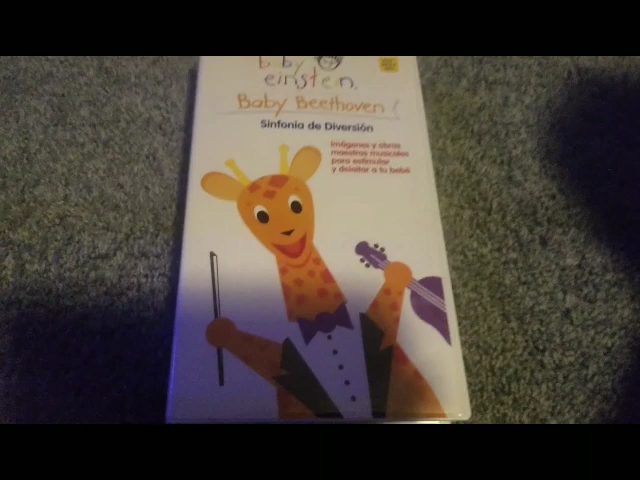 baby
einstein.
Baby Beethoven
Sinfonía de Diversión
Imágenes y obras
maestras musicales
para estimular
y deleitar a tu bebé